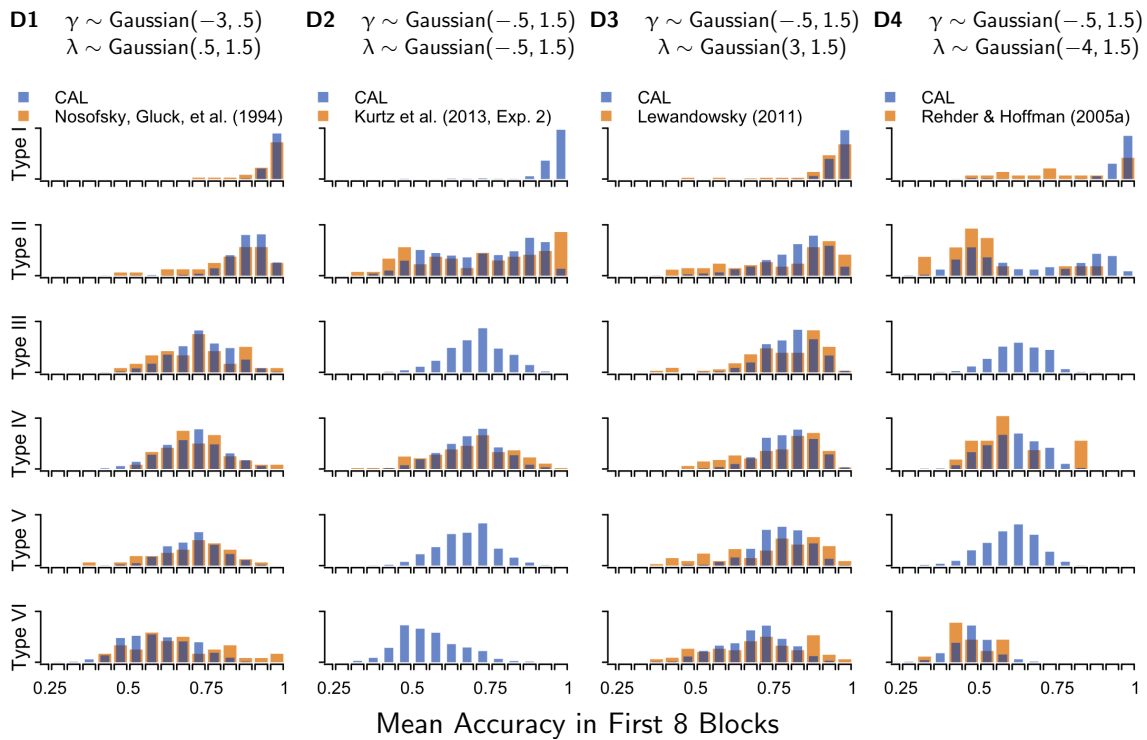 D1 γ ∼ Gaussian(−3, .5)
λ ∼ Gaussian(.5, 1.5)
D2 γ ∼ Gaussian(−.5, 1.5)
λ ∼ Gaussian(−.5, 1.5)
D3 γ ∼ Gaussian(−.5, 1.5)
λ ∼ Gaussian(3, 1.5)
D4 γ ∼ Gaussian(−.5, 1.5)
λ ∼ Gaussian(−4, 1.5)
CAL
Nosofsky, Gluck, et al. (1994)
CAL
Kurtz et al. (2013, Exp. 2)
CAL
Lewandowsky (2011)
CAL
Rehder & Hoffman (2005a)
Type I
Type II
Type III
Type IV
Type V
Type VI
0.25 0.5 0.75 1
0.25 0.5 0.75 1
0.25 0.5 0.75 1
0.25 0.5 0.75 1
Mean Accuracy in First 8 Blocks